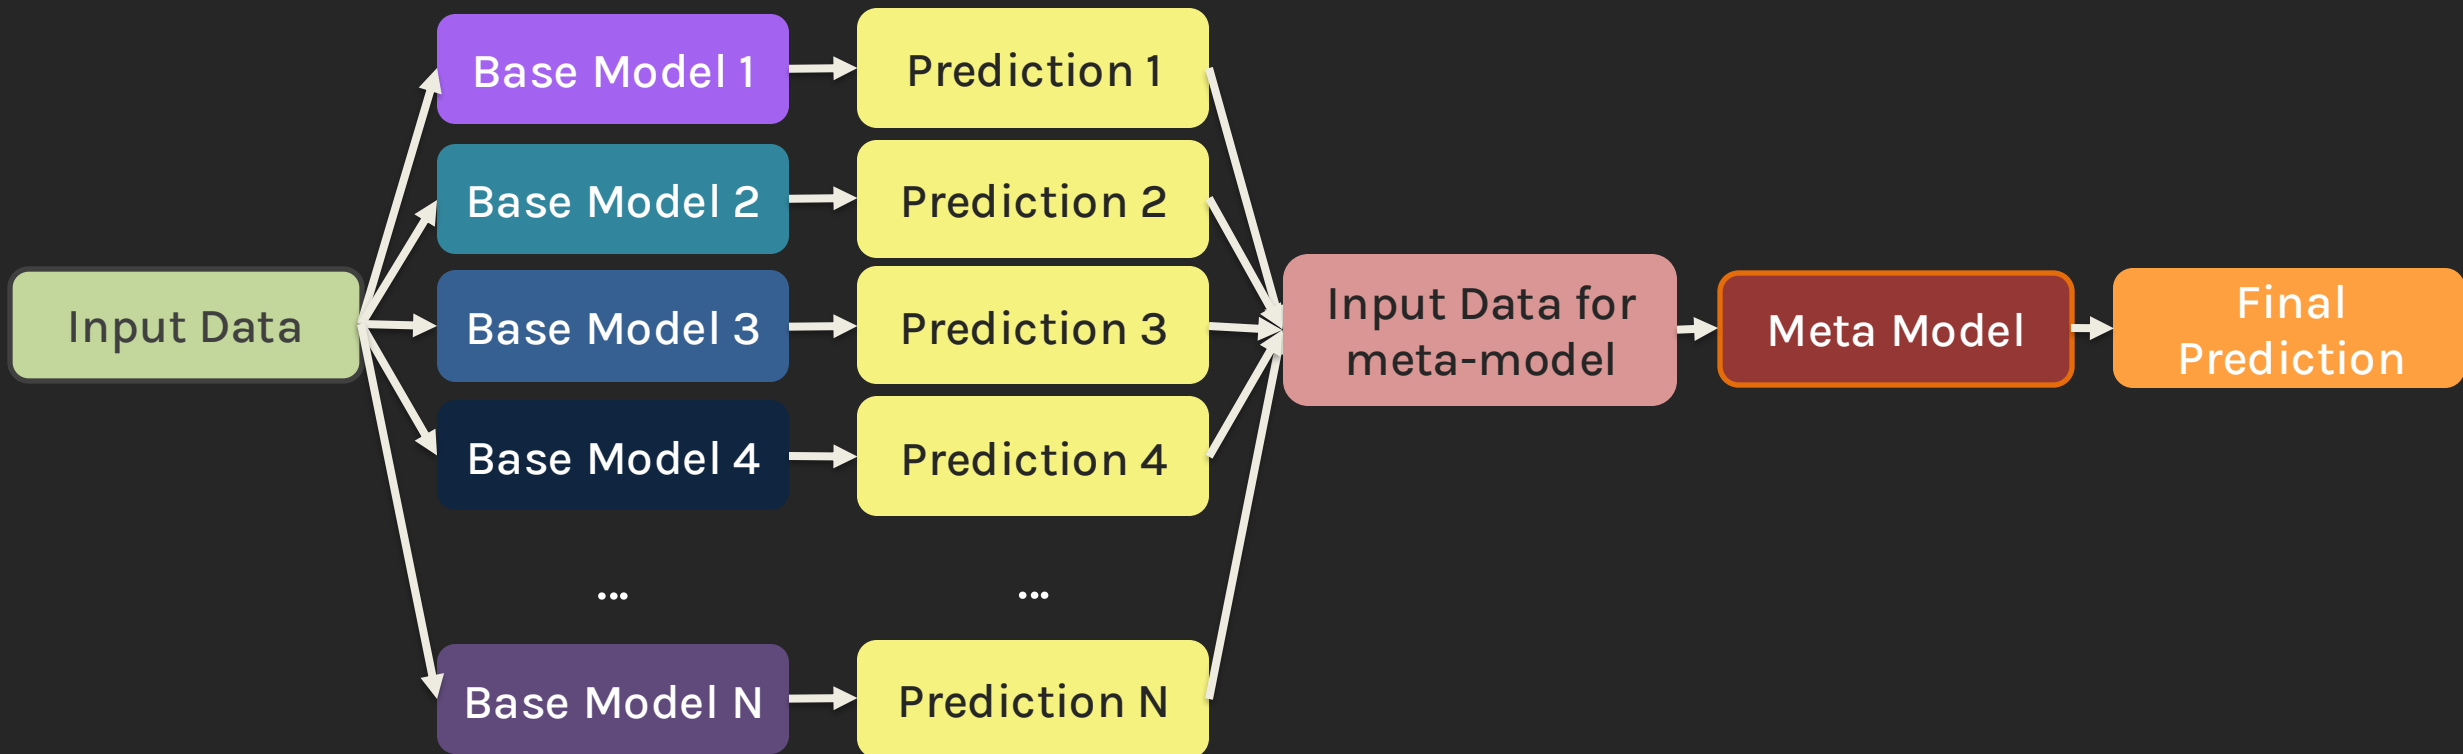 Input Data
Base Model 1
Prediction 1
Base Model 2
Prediction 2
Base Model 3
Prediction 3
Base Model 4
Prediction 4
...
...
Base Model N
Prediction N
Input Data for
meta-model
Meta Model
Final
Prediction